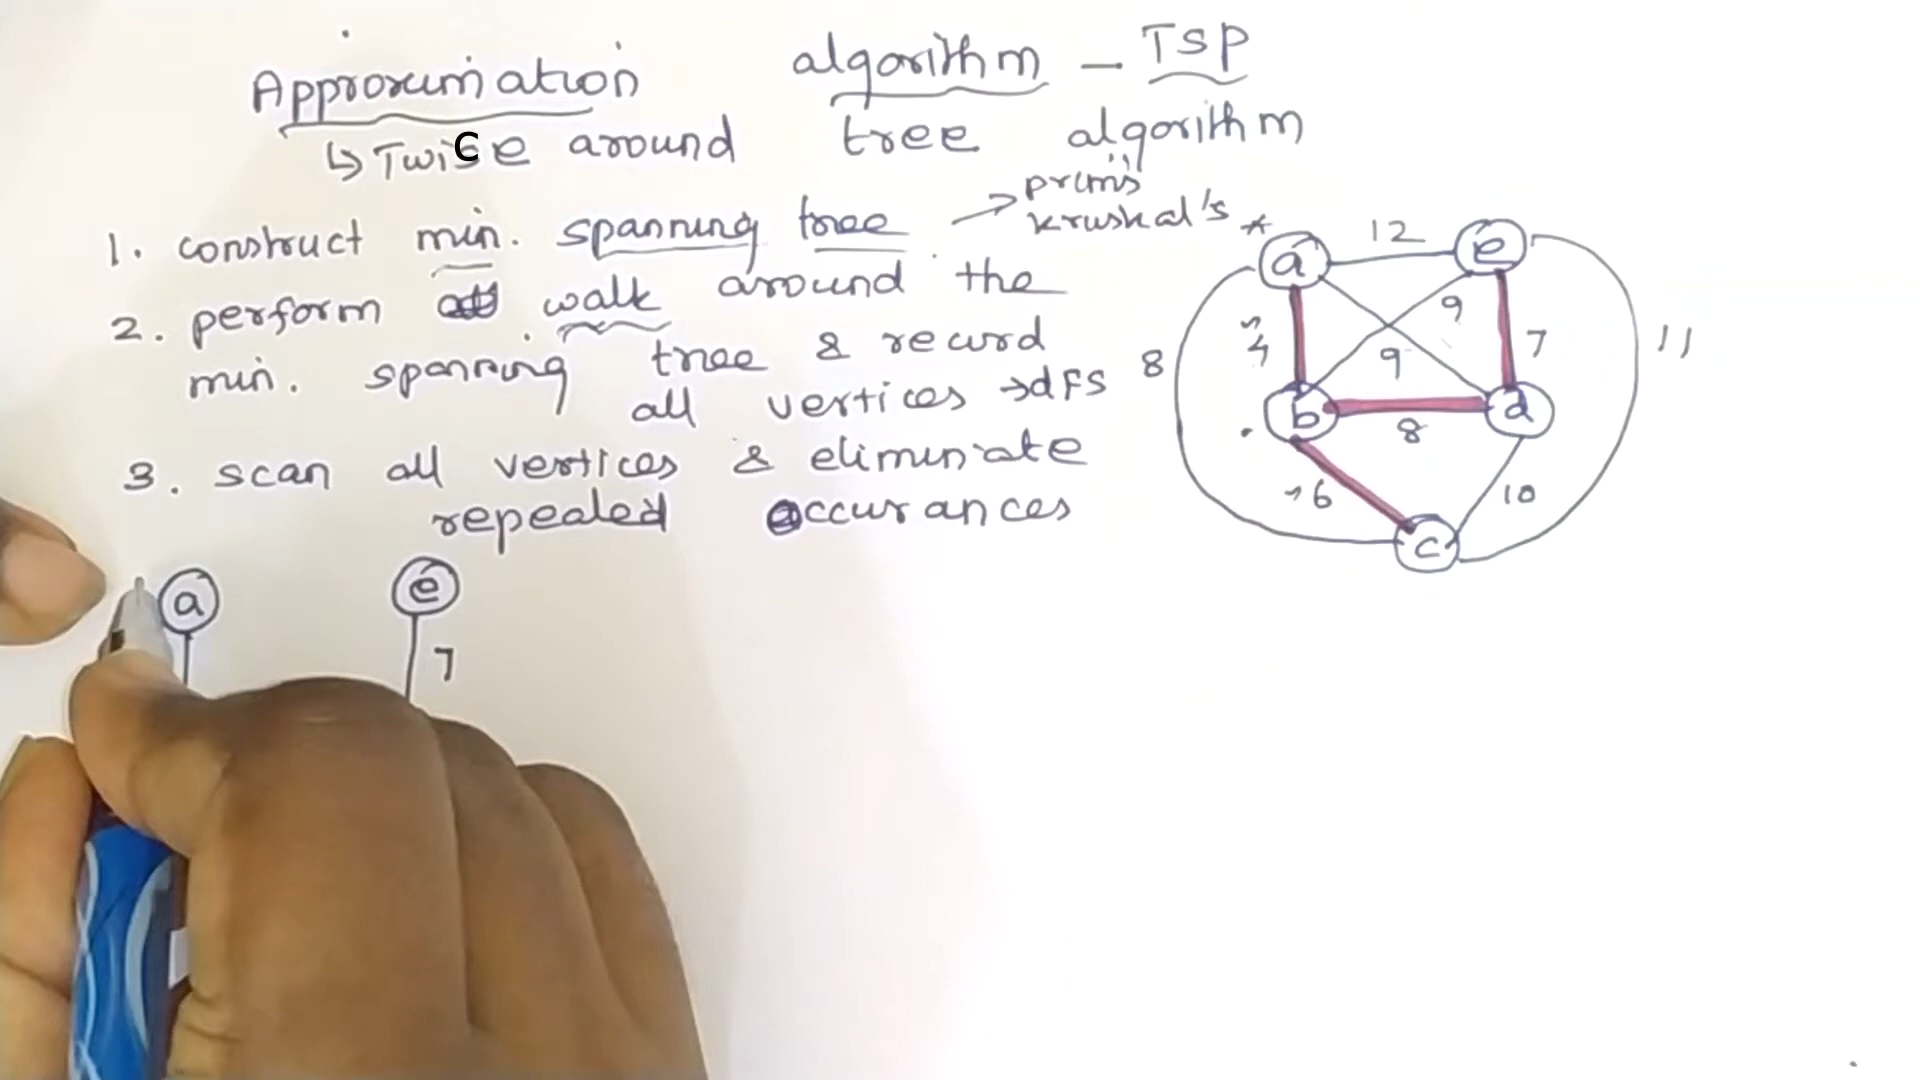 Approximation algorithm - TSP
↳ Twice around tree algorithm
1. construct min. spanning tree → prim's
kruskal's
2. perform walk around the
min. spanning tree & record
all vertices → dFS
3. scan all vertices & eliminate
repeated occurances
a 12 e
9
4 9 7 11
8
b 8 d
6 10
c
a e
7